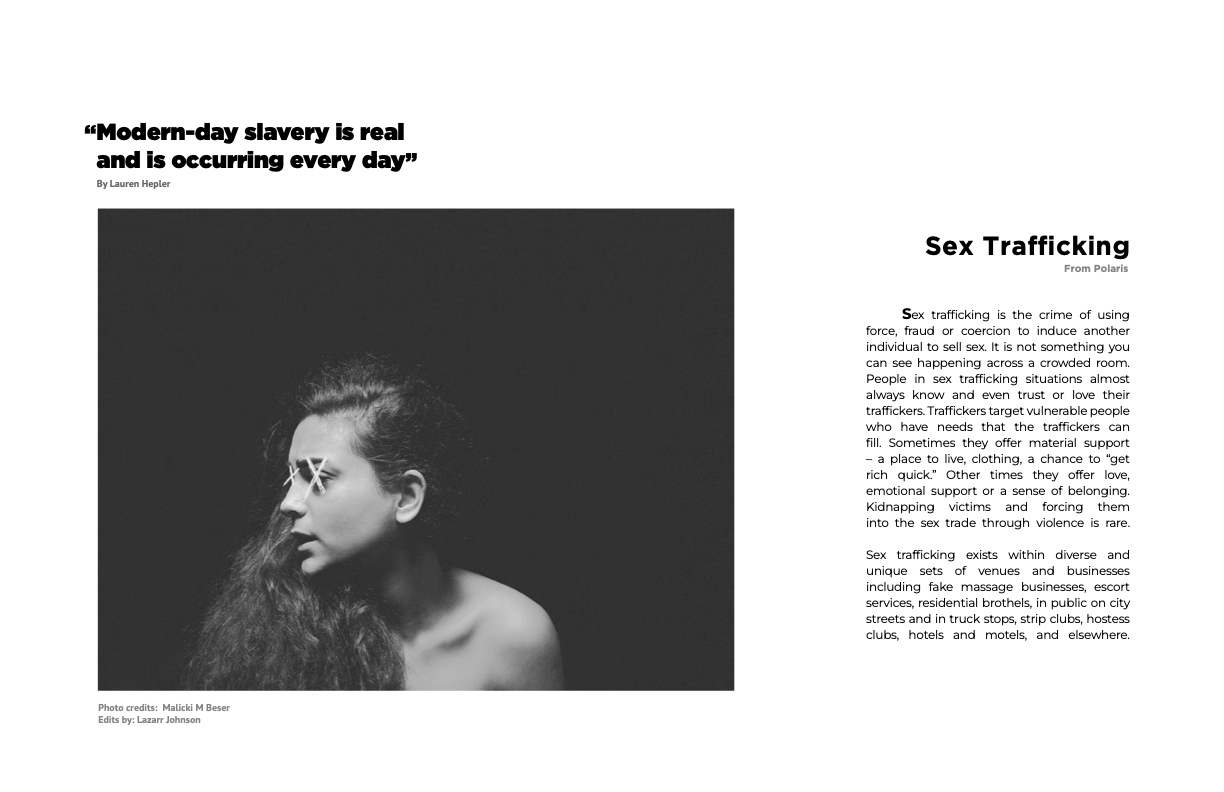 “Modern-day slavery is real
and is occurring every day”
By Lauren Hepler
Sex Trafficking
From Polaris
Sex trafficking is the crime of using
force, fraud or coercion to induce another
individual to sell sex. It is not something you
can see happening across a crowded room.
People in sex trafficking situations almost
always know and even trust or love their
traffickers. Traffickers target vulnerable people
who have needs that the traffickers can
fill. Sometimes they offer material support
– a place to live, clothing, a chance to “get
rich quick.” Other times they offer love,
emotional support or a sense of belonging.
Kidnapping victims and forcing them
into the sex trade through violence is rare.
Sex trafficking exists within diverse and
unique sets of venues and businesses
including fake massage businesses, escort
services, residential brothels, in public on city
streets and in truck stops, strip clubs, hostess
clubs, hotels and motels, and elsewhere.
Photo credits: Malicki M Beser
Edits by: Lazarr Johnson